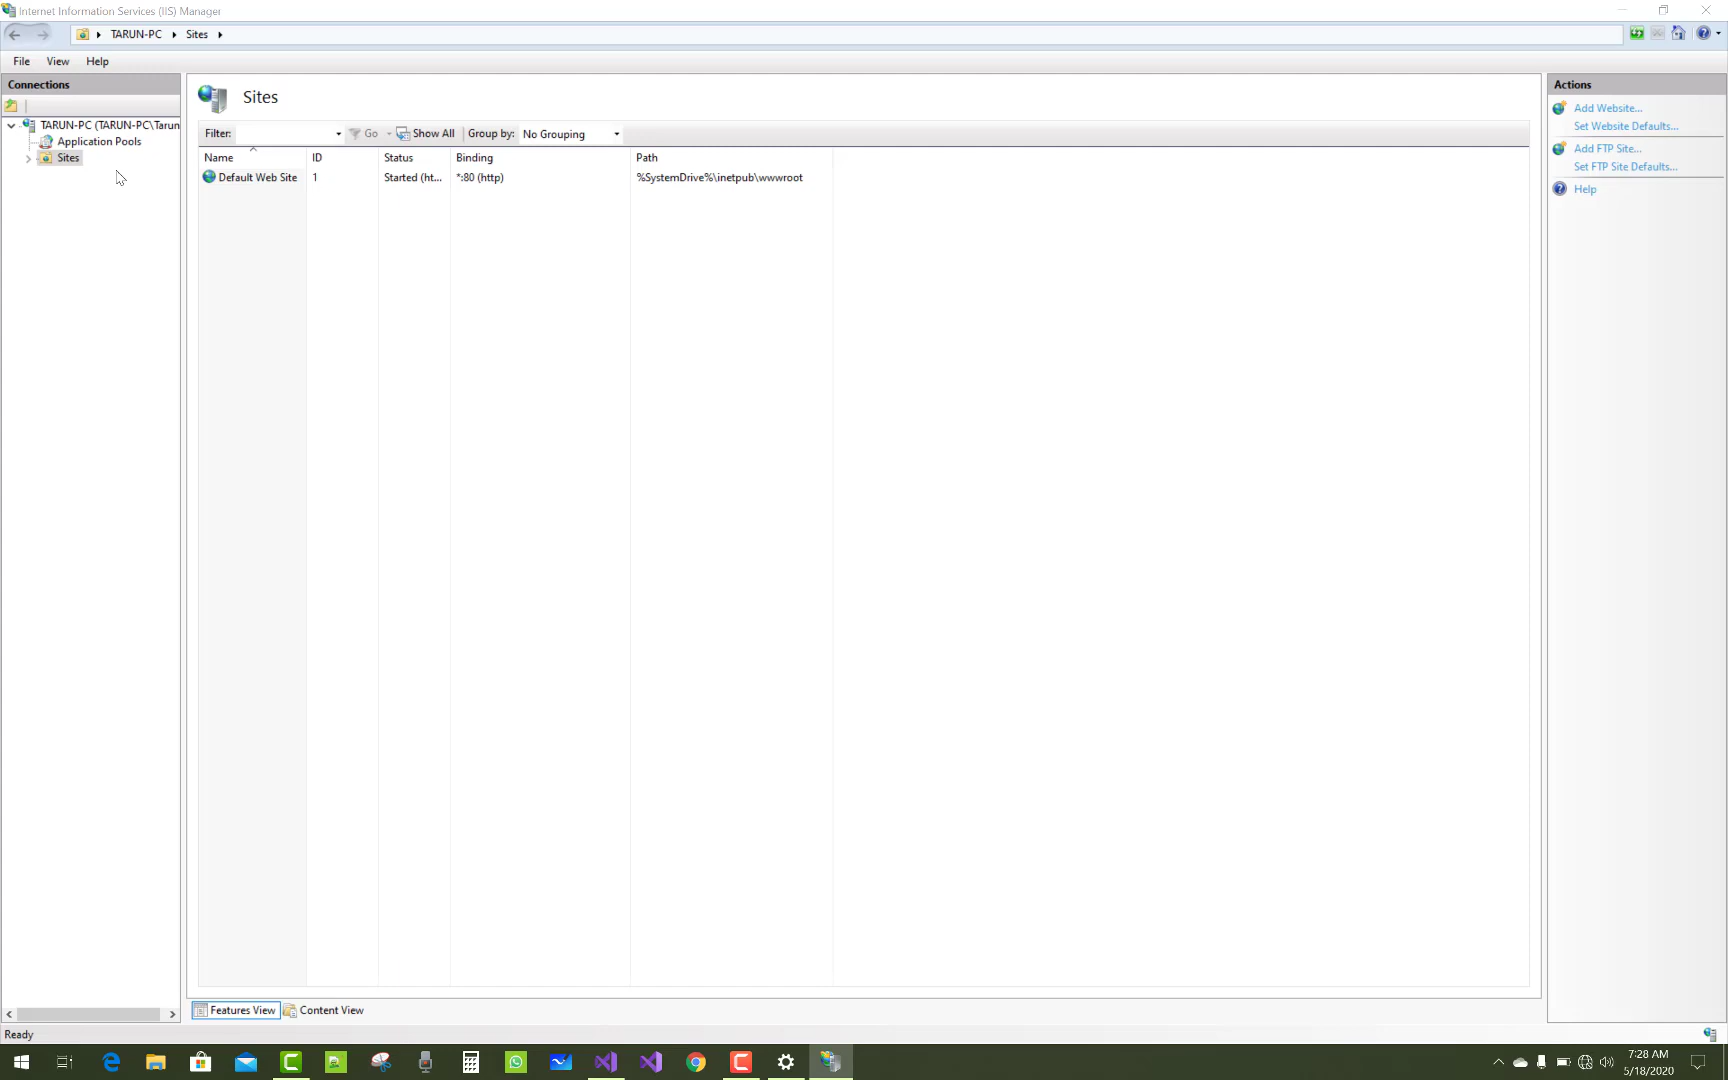 Internet Information Services (IIS) Manager
TARUN-PC Sites
File View Help
Connections
TARUN-PC (TARUN-PC\Tarun
Application Pools
Sites
Sites
Filter: Go Show All Group by: No Grouping
Name ID Status Binding Path
Default Web Site 1 Started (ht... *:80 (http) %SystemDrive%\inetpub\wwwroot
Actions
Add Website...
Set Website Defaults...
Add FTP Site...
Set FTP Site Defaults...
Help
Features View Content View
Ready
7:28 AM
5/18/2020